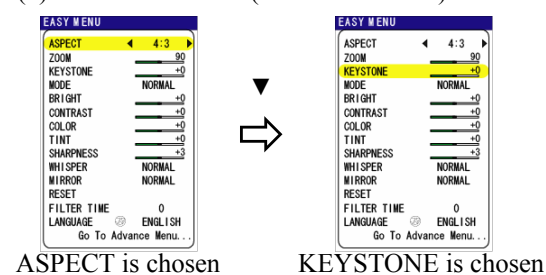 EASY MENU
ASPECT 4:3
ZOOM 90
KEYSTONE +0
MODE NORMAL
BRIGHT +0
CONTRAST +0
COLOR +0
TINT +0
SHARPNESS +3
WHISPER NORMAL
MIRROR NORMAL
RESET
FILTER TIME 0
LANGUAGE ENGLISH
Go To Advance Menu...
ASPECT is chosen
EASY MENU
ASPECT 4:3
ZOOM 90
KEYSTONE +0
MODE NORMAL
BRIGHT +0
CONTRAST +0
COLOR +0
TINT +0
SHARPNESS +3
WHISPER NORMAL
MIRROR NORMAL
RESET
FILTER TIME 0
LANGUAGE ENGLISH
Go To Advance Menu...
KEYSTONE is chosen